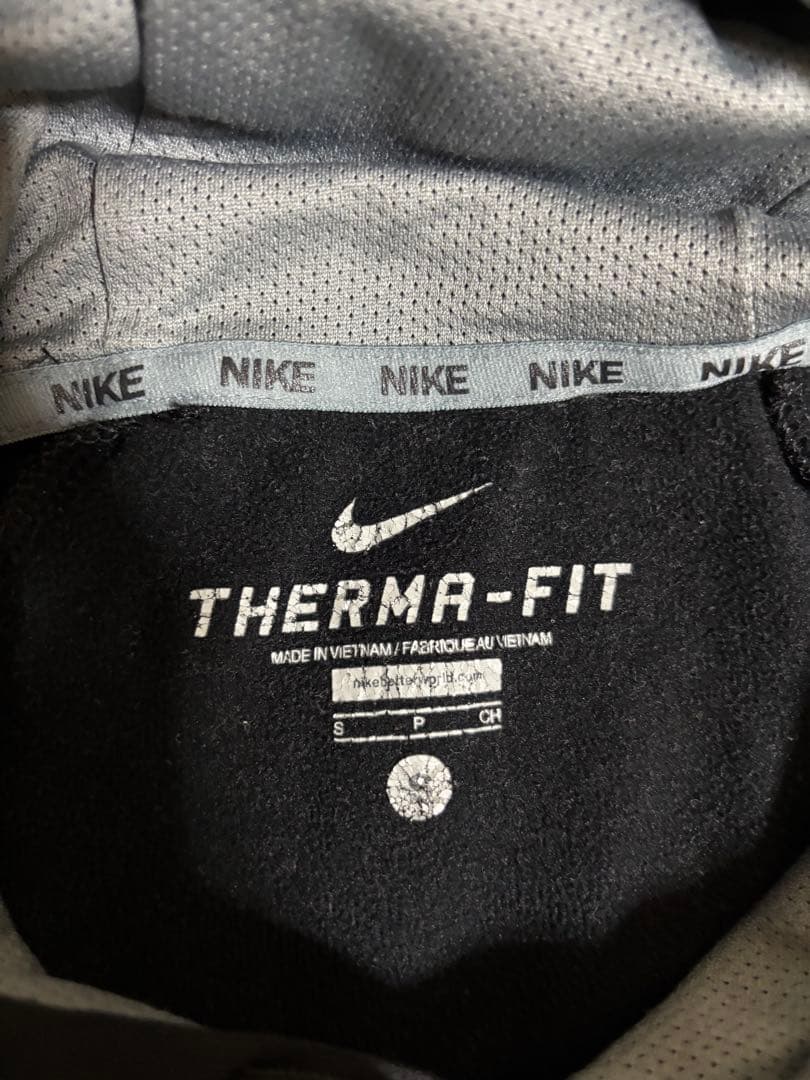 NIKE NIKE NIKE NIKE NIKE
THERMA-FIT
MADE IN VIETNAM / FABRIQUE AU VIETNAM
nikebetterworld.com
S P CH
S